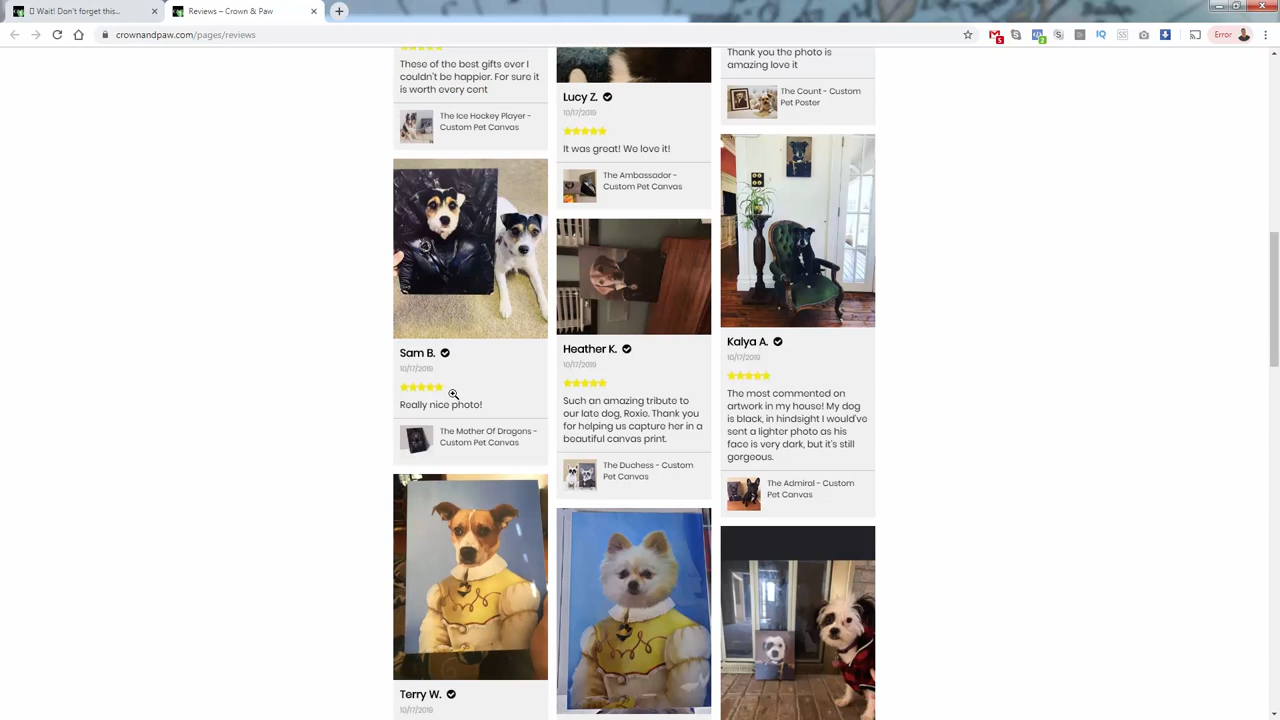 Wait! Don't forget this...
Reviews – Crown & Paw
crownandpaw.com/pages/reviews
Error
These of the best gifts ever I
couldn't be happier. For sure it
is worth every cent
The Ice Hockey Player -
Custom Pet Canvas
Sam B.
10/17/2019
Really nice photo!
The Mother Of Dragons -
Custom Pet Canvas
Terry W.
10/17/2019
Lucy Z.
10/17/2019
It was great! We love it!
The Ambassador -
Custom Pet Canvas
Heather K.
10/17/2019
Such an amazing tribute to
our late dog, Roxie. Thank you
for helping us capture her in a
beautiful canvas print.
The Duchess - Custom
Pet Canvas
Thank you the photo is
amazing love it
The Count - Custom Pet
Poster
Kalya A.
10/17/2019
The most commented on
artwork in my house! My dog
is black, in hindsight I would've
sent a lighter photo as his
face is very dark, but it's still
gorgeous.
The Admiral - Custom
Pet Canvas